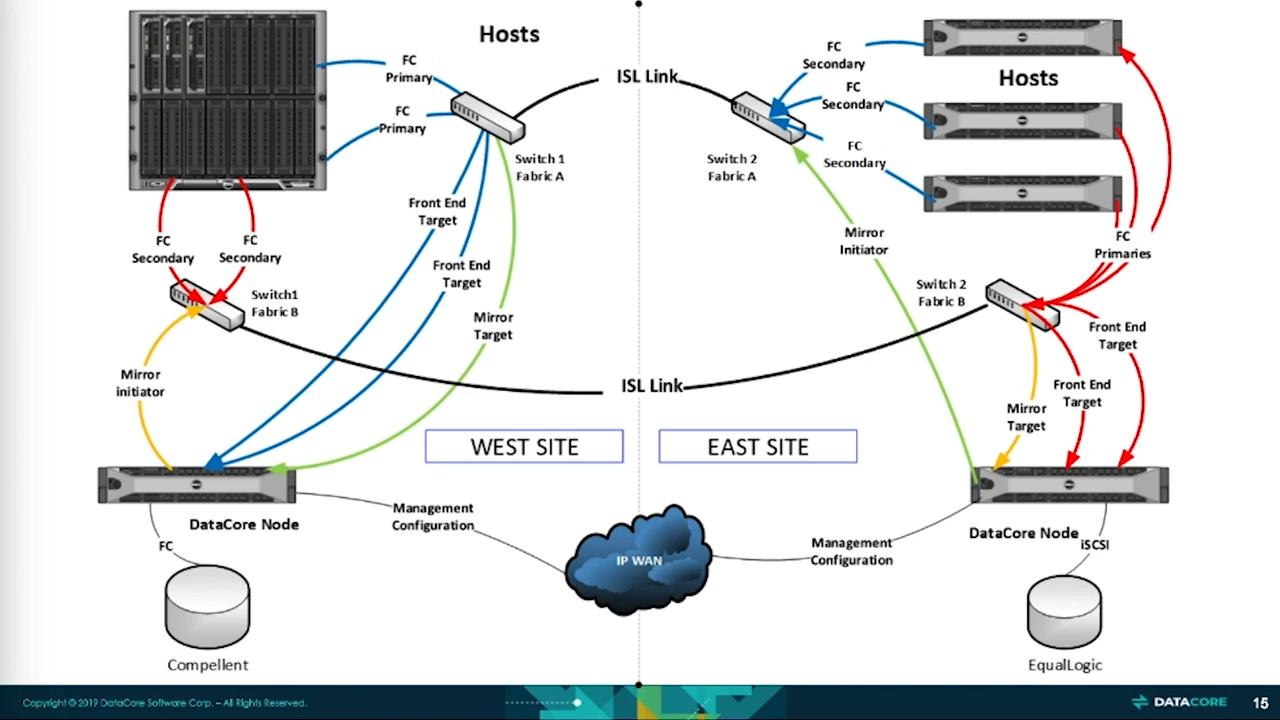 Hosts
FC
Primary
FC
Primary
ISL Link
FC
Secondary
FC
Secondary
FC
Secondary
Hosts
Switch 1
Fabric A
Switch 2
Fabric A
Front End
Target
Front End
Target
Mirror
Target
FC
Secondary
FC
Secondary
Switch1
Fabric B
Mirror
Initiator
FC
Primaries
Switch 2
Fabric B
Front End
Target
Mirror
initiator
ISL Link
Front End
Target
Mirror
Target
WEST SITE
EAST SITE
DataCore Node
Management
Configuration
IP WAN
Management
Configuration
DataCore Node
FC
iSCSI
Compellent
EqualLogic
Copyright © 2019 DataCore Software Corp. – All Rights Reserved.
DATACORE
15